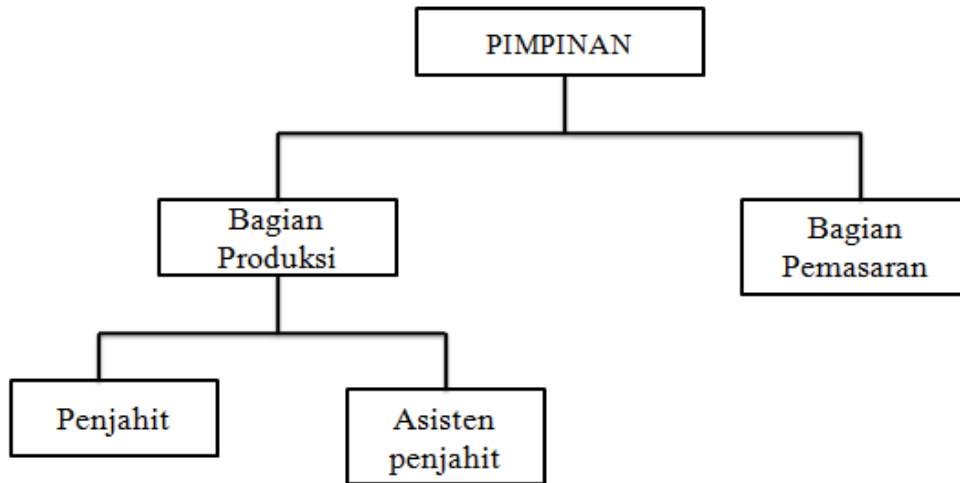 PIMPINAN
Bagian
Produksi
Bagian
Pemasaran
Penjahit
Asisten
penjahit